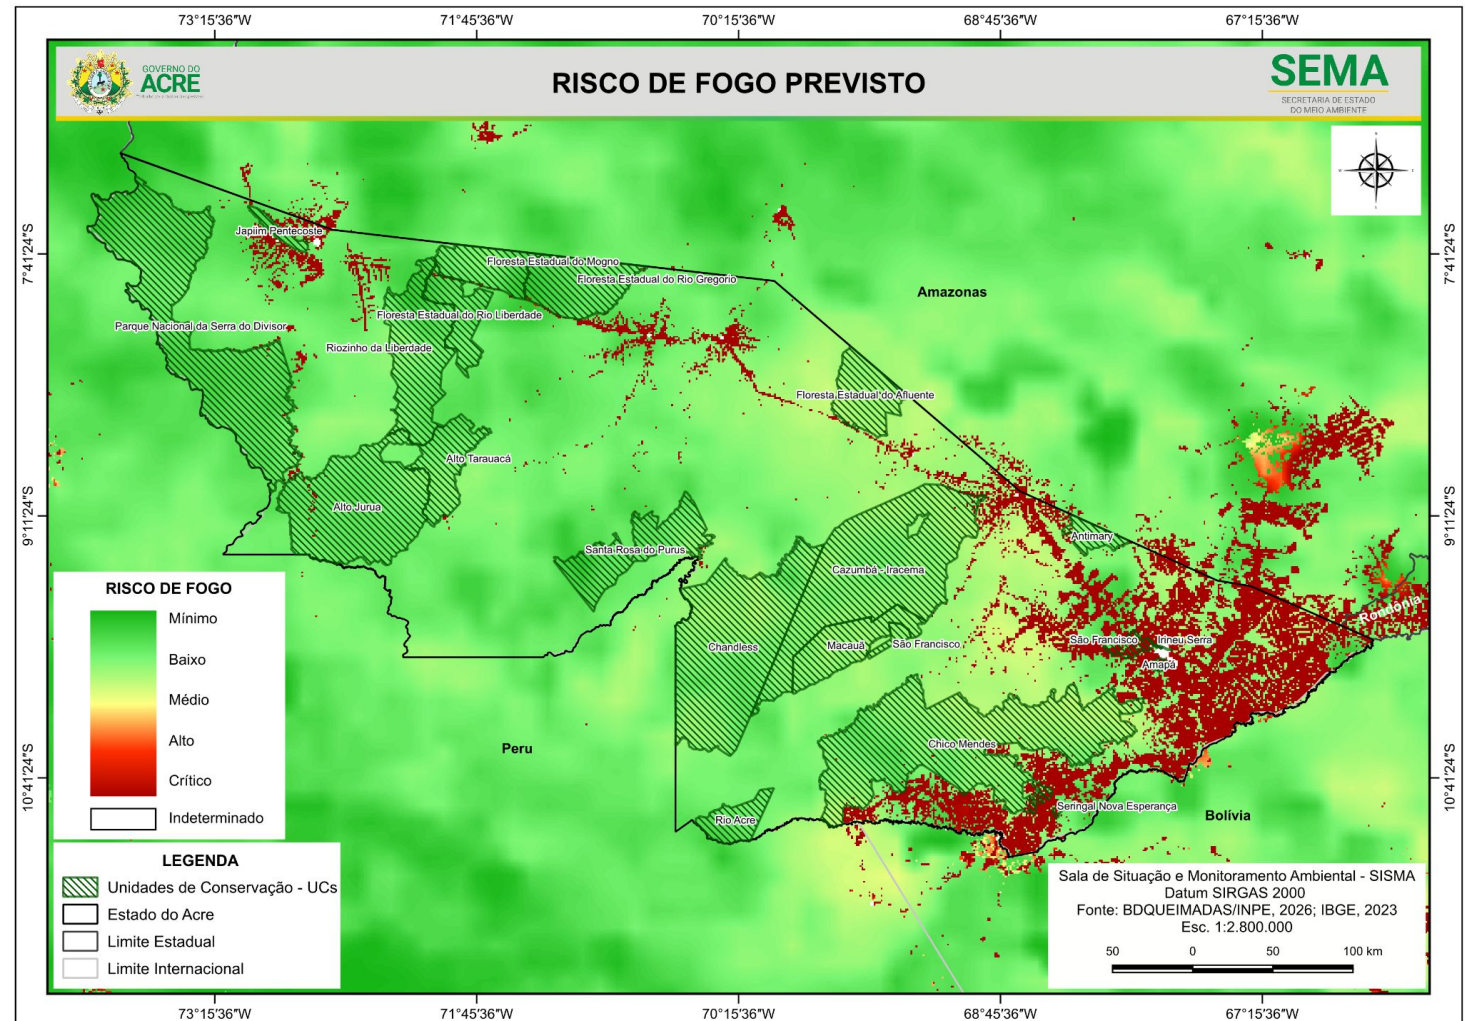 73°15'36"W
71°45'36"W
70°15'36"W
68°45'36"W
67°15'36"W
GOVERNO DO
ACRE
RISCO DE FOGO PREVISTO
SEMA
SECRETARIA DE ESTADO
DO MEIO AMBIENTE
7°41'24"S
7°41'24"S
Japiim Pentecoste
Floresta Estadual do Mogno
Floresta Estadual do Rio Gregorio
Amazonas
Parque Nacional da Serra do Divisor
Floresta Estadual do Rio Liberdade
Riozinho da Liberdade
Floresta Estadual do Afluente
Alto Tarauacá
Alto Jurua
9°11'24"S
9°11'24"S
Santa Rosa do Purus
Antimary
Cazumbá - Iracema
Rondônia
Chandless
Macauã
São Francisco
São Francisco
Irineu Serra
Amapá
Peru
Chico Mendes
10°41'24"S
10°41'24"S
Seringal Nova Esperança
Bolívia
Rio Acre
RISCO DE FOGO
Mínimo
Baixo
Médio
Alto
Crítico
Indeterminado
LEGENDA
Unidades de Conservação - UCs
Estado do Acre
Limite Estadual
Limite Internacional
Sala de Situação e Monitoramento Ambiental - SISMA
Datum SIRGAS 2000
Fonte: BDQUEIMADAS/INPE, 2026; IBGE, 2023
Esc. 1:2.800.000
50
0
50
100 km
73°15'36"W
71°45'36"W
70°15'36"W
68°45'36"W
67°15'36"W